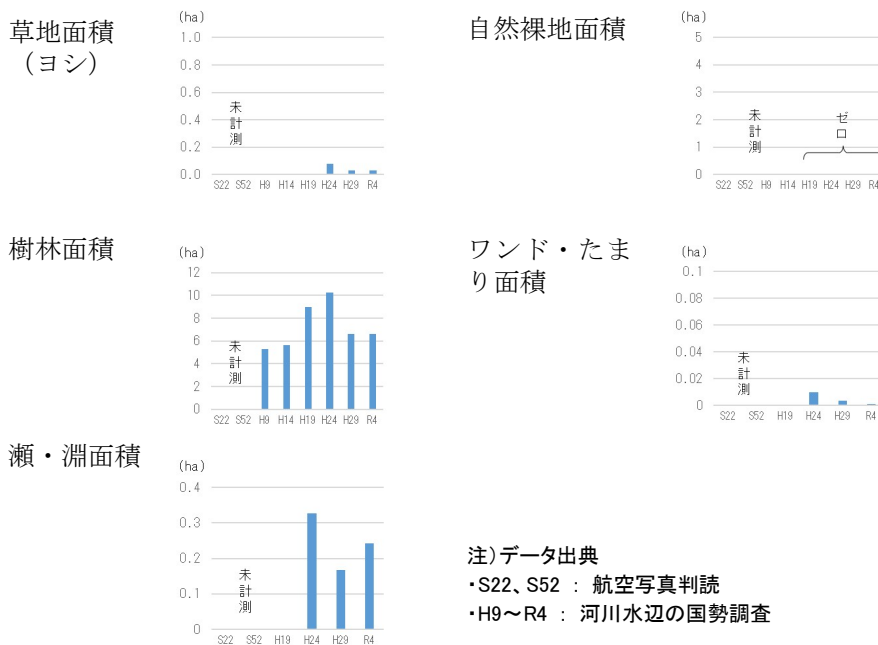 草地面積
（ヨシ）
(ha)
1.0
0.8
0.6
0.4
0.2
0.0
未
計
測
S22 S52 H9 H14 H19 H24 H29 R4
自然裸地面積
(ha)
5
4
3
2
1
0
未
計
測
ゼ
ロ
S22 S52 H9 H14 H19 H24 H29 R4
樹林面積
(ha)
12
10
8
6
4
2
0
未
計
測
S22 S52 H9 H14 H19 H24 H29 R4
ワンド・たま
り面積
(ha)
0.1
0.08
0.06
0.04
0.02
0
未
計
測
S22 S52 H19 H24 H29 R4
瀬・淵面積
(ha)
0.4
0.3
0.2
0.1
0
未
計
測
S22 S52 H19 H24 H29 R4
注）データ出典
・S22、S52 ： 航空写真判読
・H9～R4 ： 河川水辺の国勢調査